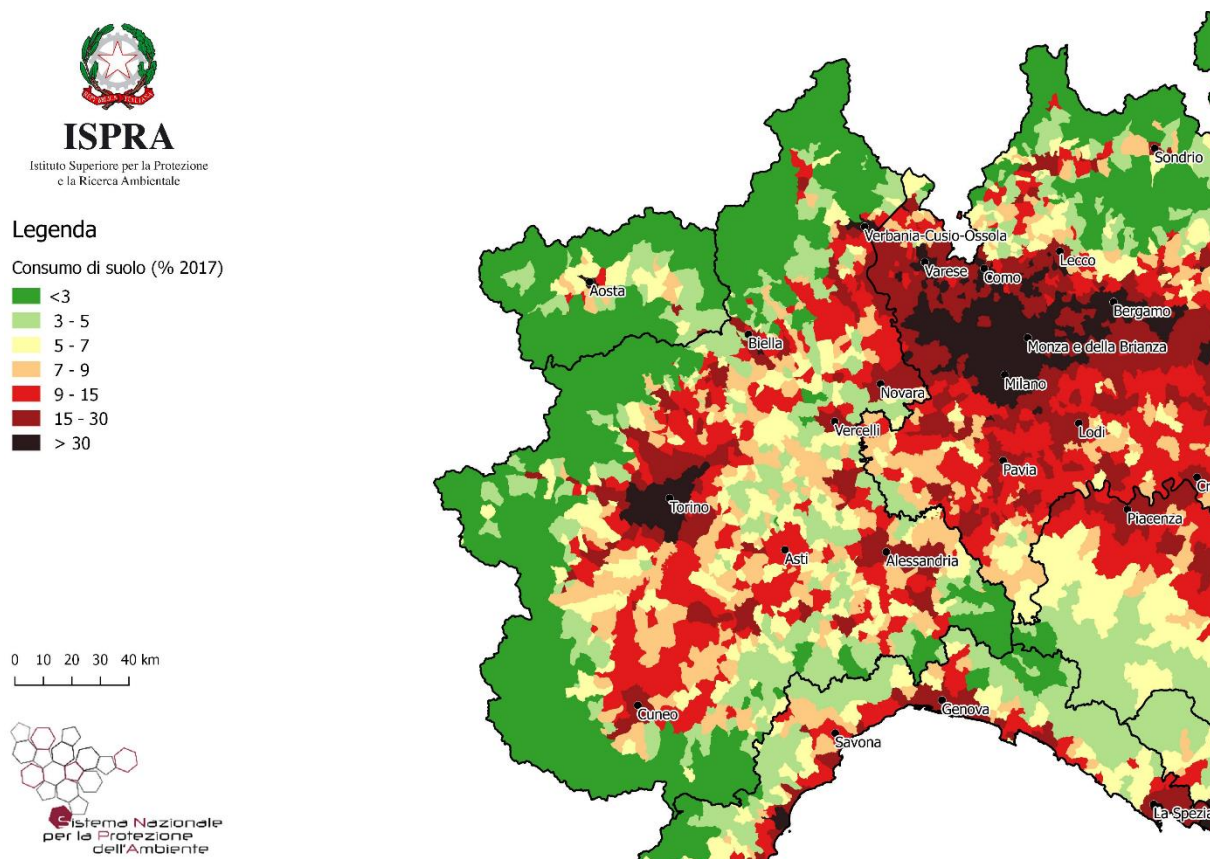 REPVBBLICA ITALIANA
ISPRA
Istituto Superiore per la Protezione
e la Ricerca Ambientale
Legenda
Consumo di suolo (% 2017)
<3
3 - 5
5 - 7
7 - 9
9 - 15
15 - 30
> 30
0 10 20 30 40 km
Sistema Nazionale
per la Protezione
dell'Ambiente
Sondrio
Verbania-Cusio-Ossola
Lecco
Varese
Como
Aosta
Bergamo
Biella
Monza e della Brianza
Milano
Novara
Vercelli
Lodi
Pavia
Cr
Torino
Piacenza
Asti
Alessandria
Cuneo
Genova
Savona
La Spezia